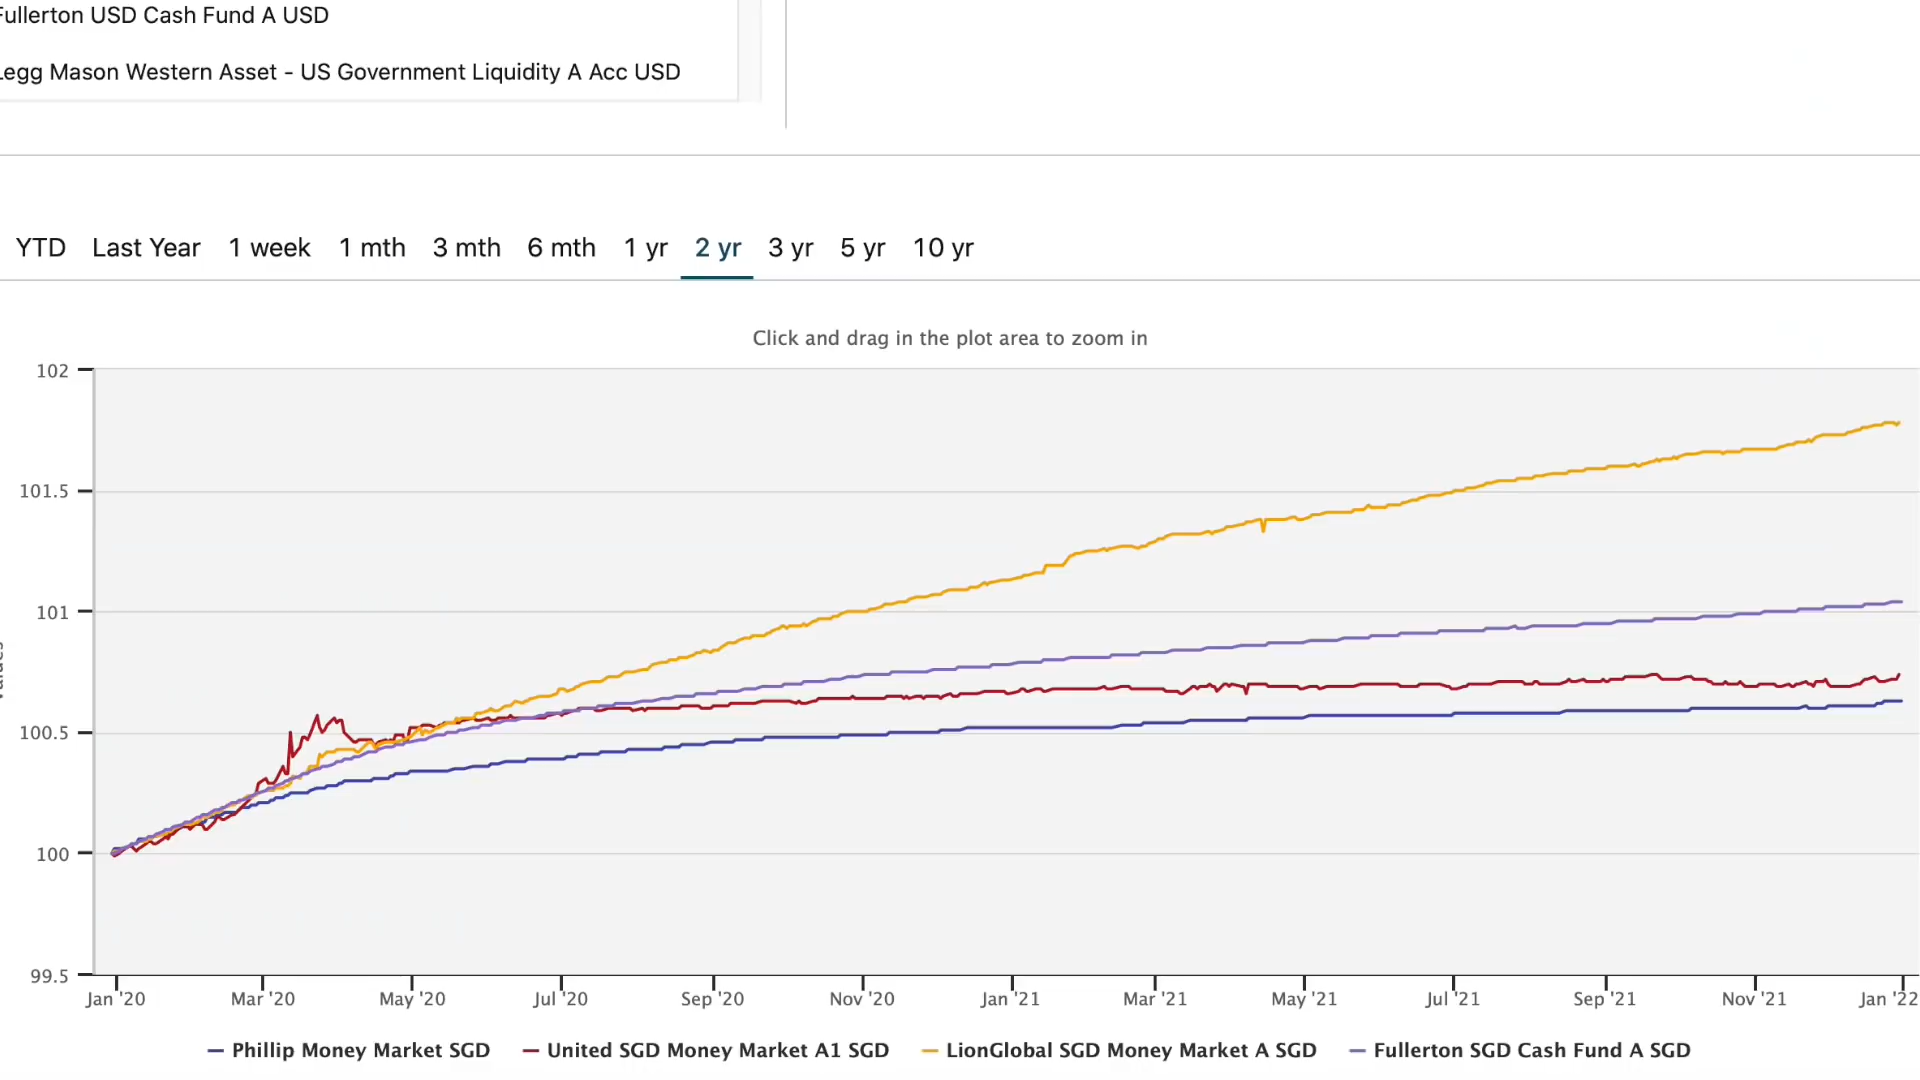 Fullerton USD Cash Fund A USD
Legg Mason Western Asset - US Government Liquidity A Acc USD
YTD Last Year 1 week 1 mth 3 mth 6 mth 1 yr 2 yr 3 yr 5 yr 10 yr
Click and drag in the plot area to zoom in
102
101.5
101
100.5
100
99.5
Jan '20 Mar '20 May '20 Jul '20 Sep '20 Nov '20 Jan '21 Mar '21 May '21 Jul '21 Sep '21 Nov '21 Jan '22
Phillip Money Market SGD United SGD Money Market A1 SGD LionGlobal SGD Money Market A SGD Fullerton SGD Cash Fund A SGD